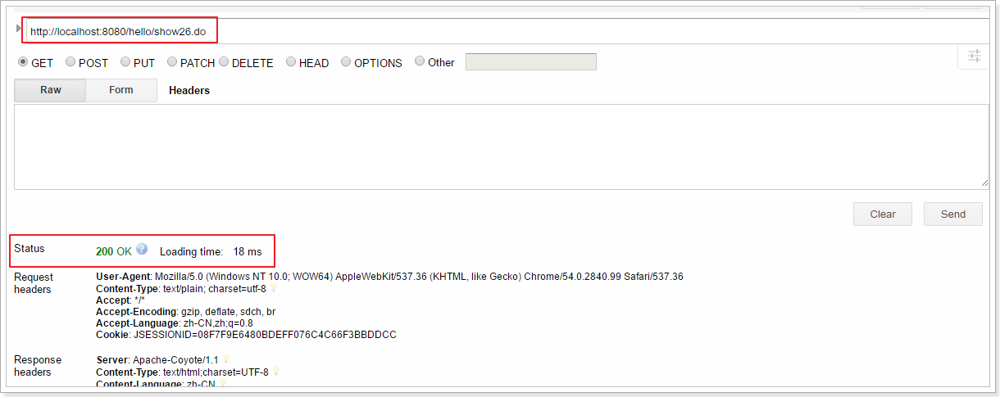 http://localhost:8080/hello/show26.do
GET POST PUT PATCH DELETE HEAD OPTIONS Other
Raw Form Headers
Clear Send
Status 200 OK ? Loading time: 18 ms
Request headers
User-Agent: Mozilla/5.0 (Windows NT 10.0; WOW64) AppleWebKit/537.36 (KHTML, like Gecko) Chrome/54.0.2840.99 Safari/537.36
Content-Type: text/plain; charset=utf-8
Accept: */*
Accept-Encoding: gzip, deflate, sdch, br
Accept-Language: zh-CN,zh;q=0.8
Cookie: JSESSIONID=08F7F9E6480BDEFF076C4C66F3BBDDCC
Response headers
Server: Apache-Coyote/1.1
Content-Type: text/html;charset=UTF-8
Content-Language: zh-CN